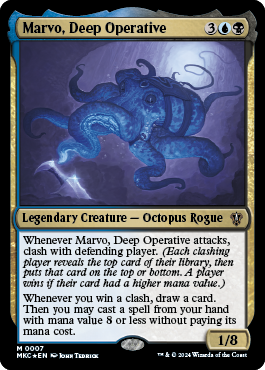 Marvo, Deep Operative 3
Legendary Creature — Octopus Rogue
Whenever Marvo, Deep Operative attacks,
clash with defending player. (Each clashing
player reveals the top card of their library, then
puts that card on the top or bottom. A player
wins if their card had a higher mana value.)
Whenever you win a clash, draw a card.
Then you may cast a spell from your hand
with mana value 8 or less without paying its
mana cost.
1/8
M 0007
MKC★EN John Tedrick ™ & © 2024 Wizards of the Coast